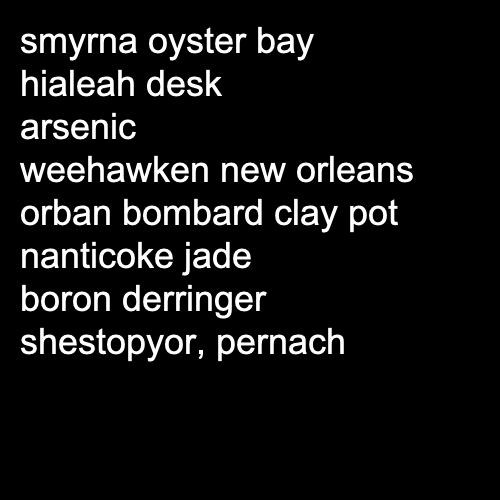 smyrna oyster bay
hialeah desk
arsenic
weehawken new orleans
orban bombard clay pot
nanticoke jade
boron derringer
shestopyor, pernach